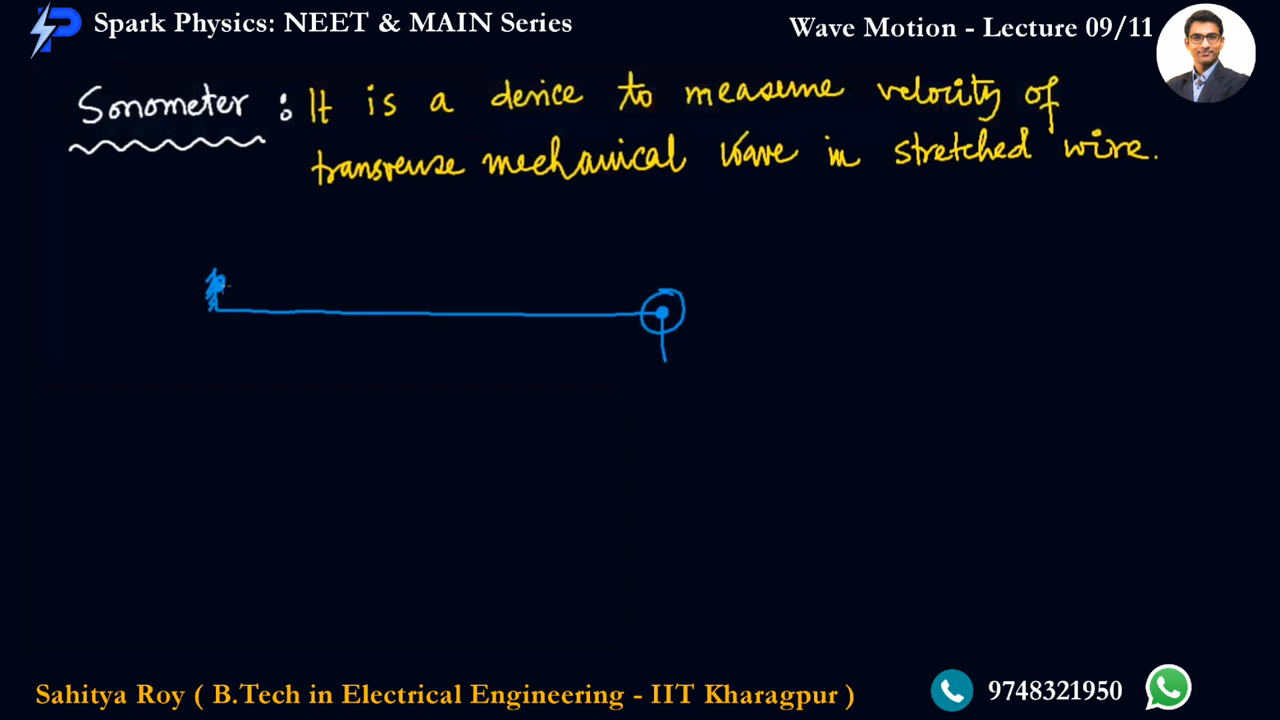 Spark Physics: NEET & MAIN Series
Wave Motion - Lecture 09/11
Sonometer : It is a device to measure velocity of
transverse mechanical wave in stretched wire.
Sahitya Roy ( B.Tech in Electrical Engineering - IIT Kharagpur )
9748321950